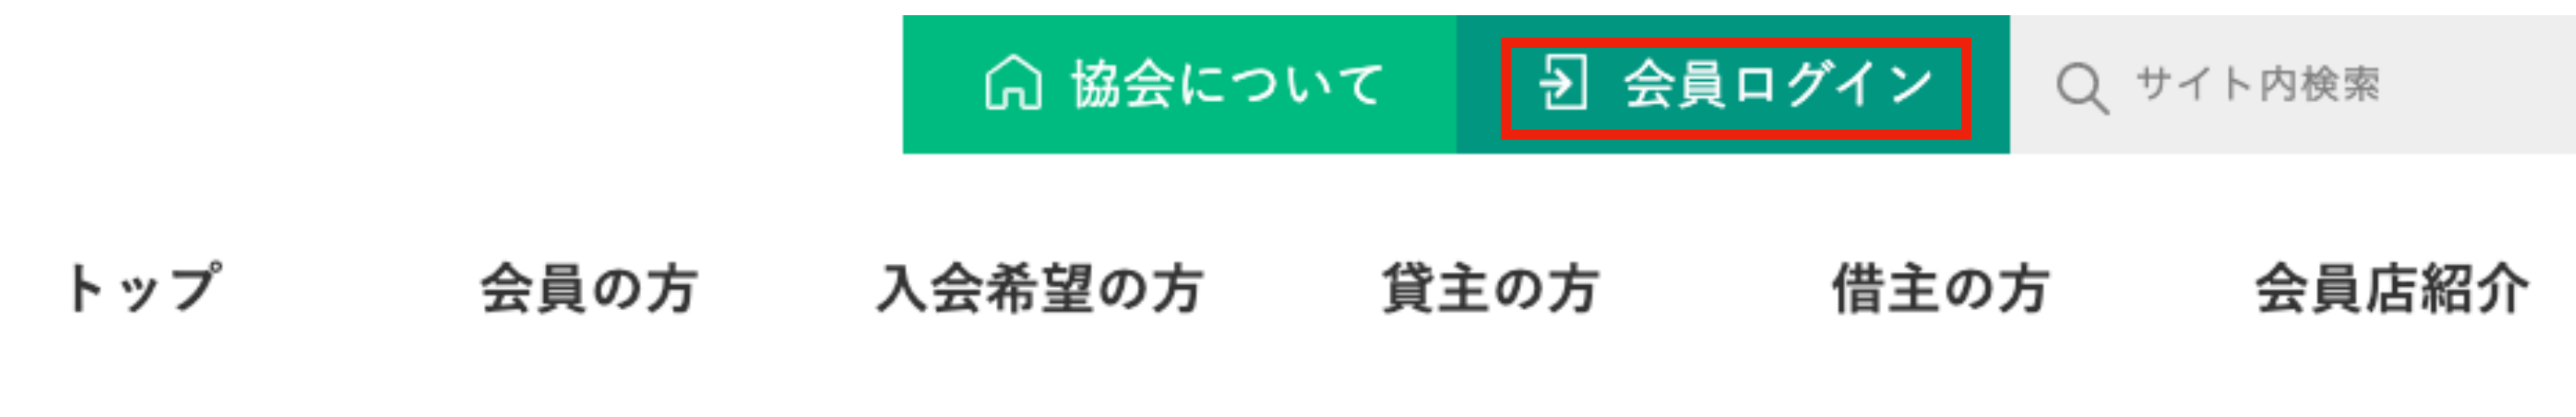 協会について 会員ログイン サイト内検索
トップ 会員の方 入会希望の方 貸主の方 借主の方 会員店紹介